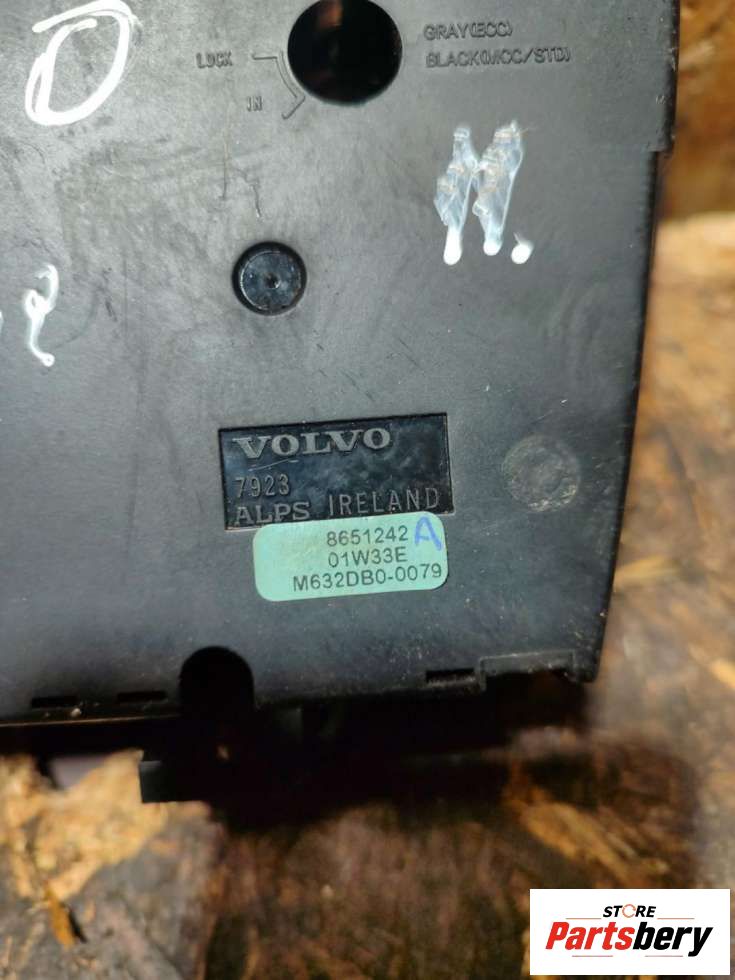 D
GRAY(ECC)
LOCK
BLACK(MCC/STD)
IN
M.
VOLVO
7923
ALPS IRELAND
8651242 A
01W33E
M632DB0-0079
STORE
Partsbery